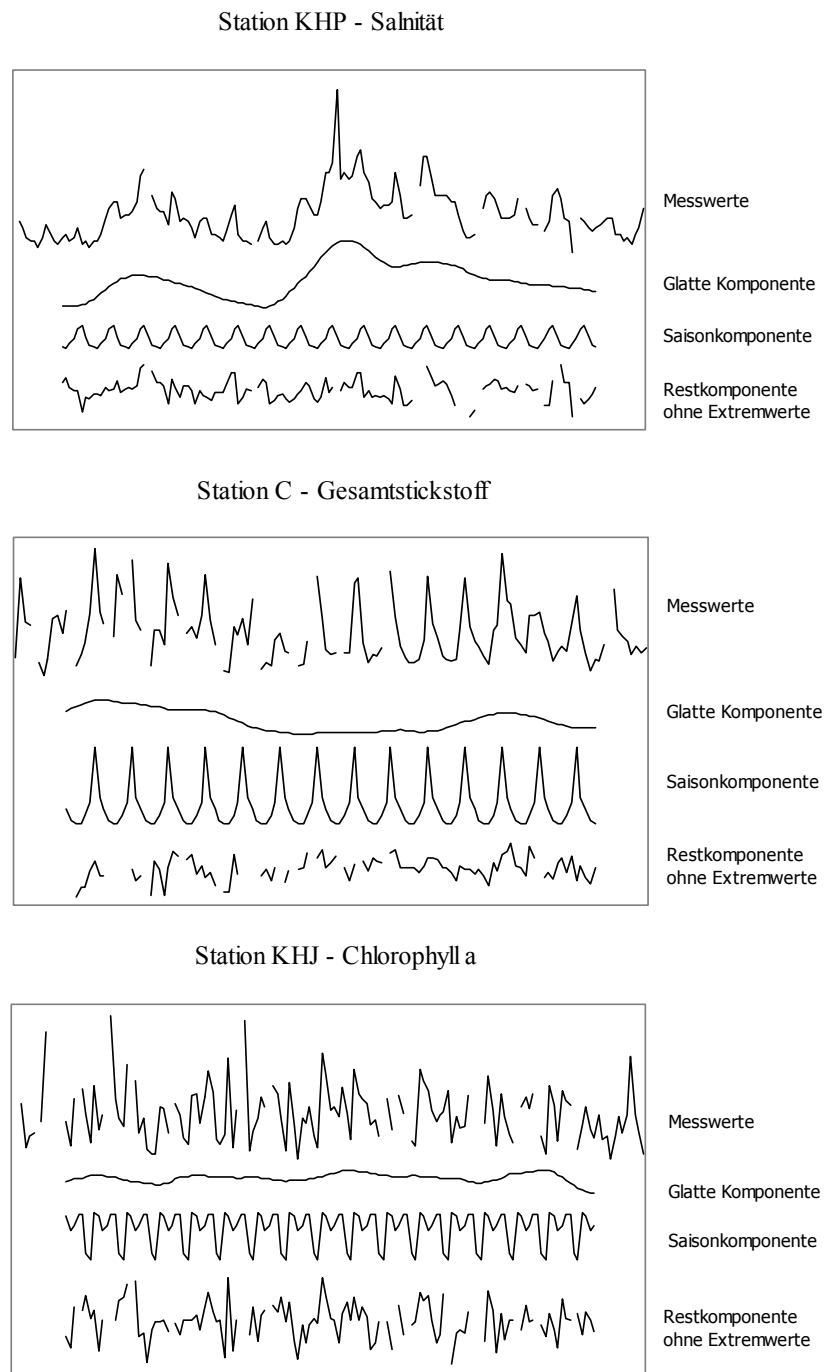 Station KHP - Salnität
Messwerte
Glatte Komponente
Saisonkomponente
Restkomponente
ohne Extremwerte
Station C - Gesamtstickstoff
Messwerte
Glatte Komponente
Saisonkomponente
Restkomponente
ohne Extremwerte
Station KHJ - Chlorophyll a
Messwerte
Glatte Komponente
Saisonkomponente
Restkomponente
ohne Extremwerte